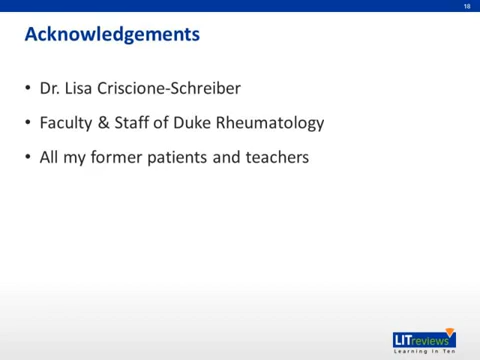 18
Acknowledgements
• Dr. Lisa Criscione-Schreiber
• Faculty & Staff of Duke Rheumatology
• All my former patients and teachers
LITreviews
Learning In Ten